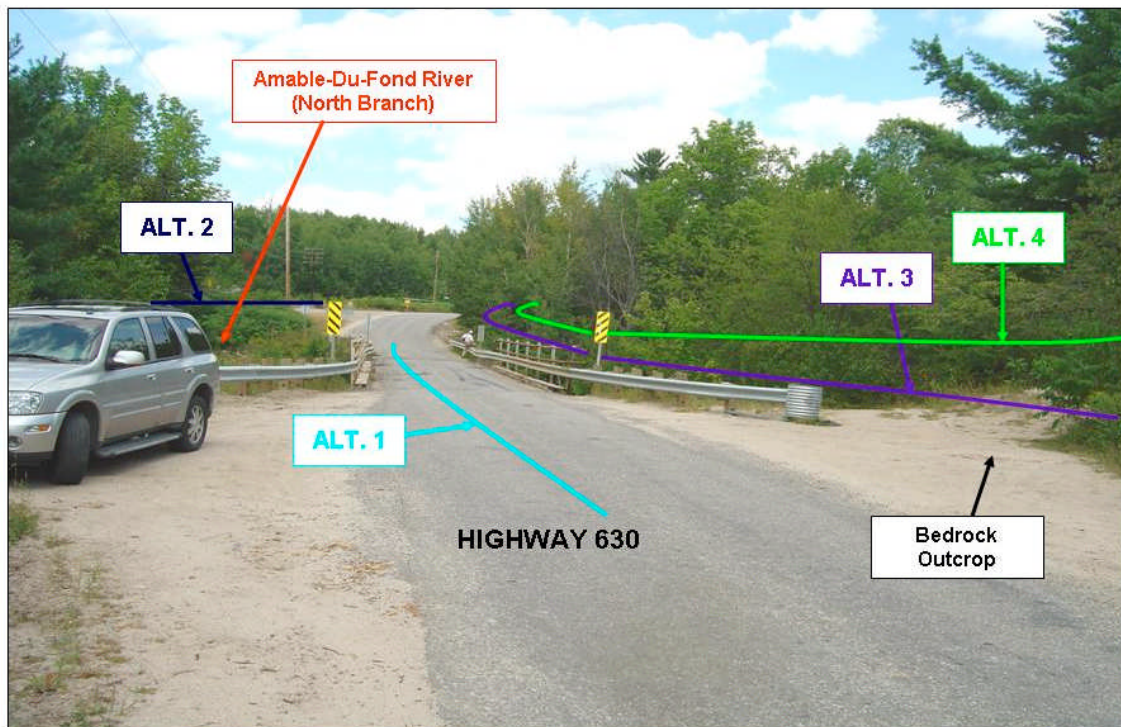 Amable-Du-Fond River
(North Branch)
ALT. 2
ALT. 4
ALT. 3
ALT. 1
HIGHWAY 630
Bedrock
Outcrop